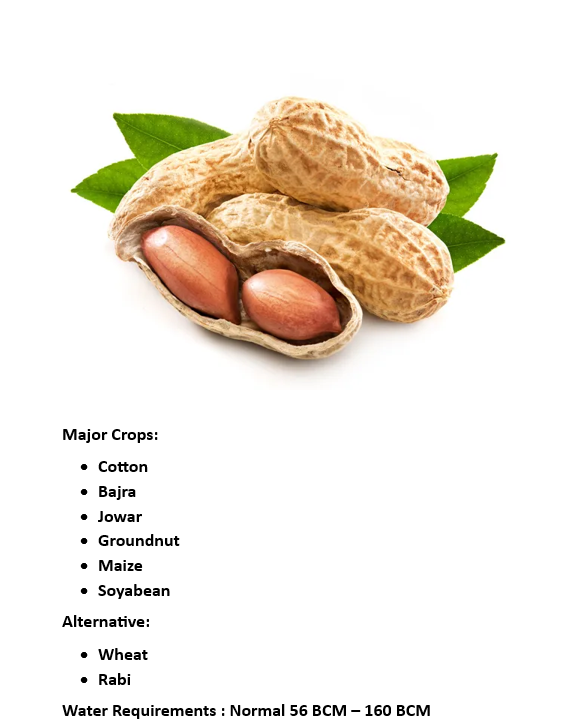 Major Crops:
• Cotton
• Bajra
• Jowar
• Groundnut
• Maize
• Soyabean
Alternative:
• Wheat
• Rabi
Water Requirements : Normal 56 BCM – 160 BCM